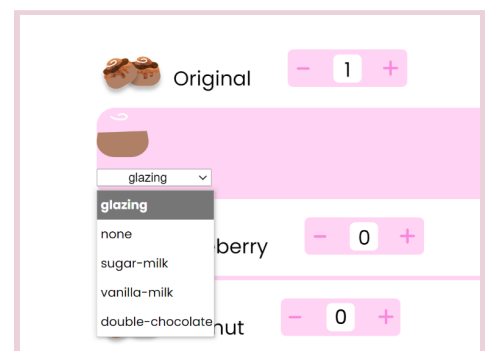 Original
− 1 +
glazing
glazing
none
berry
− 0 +
sugar-milk
vanilla-milk
double-chocolate
nut
− 0 +